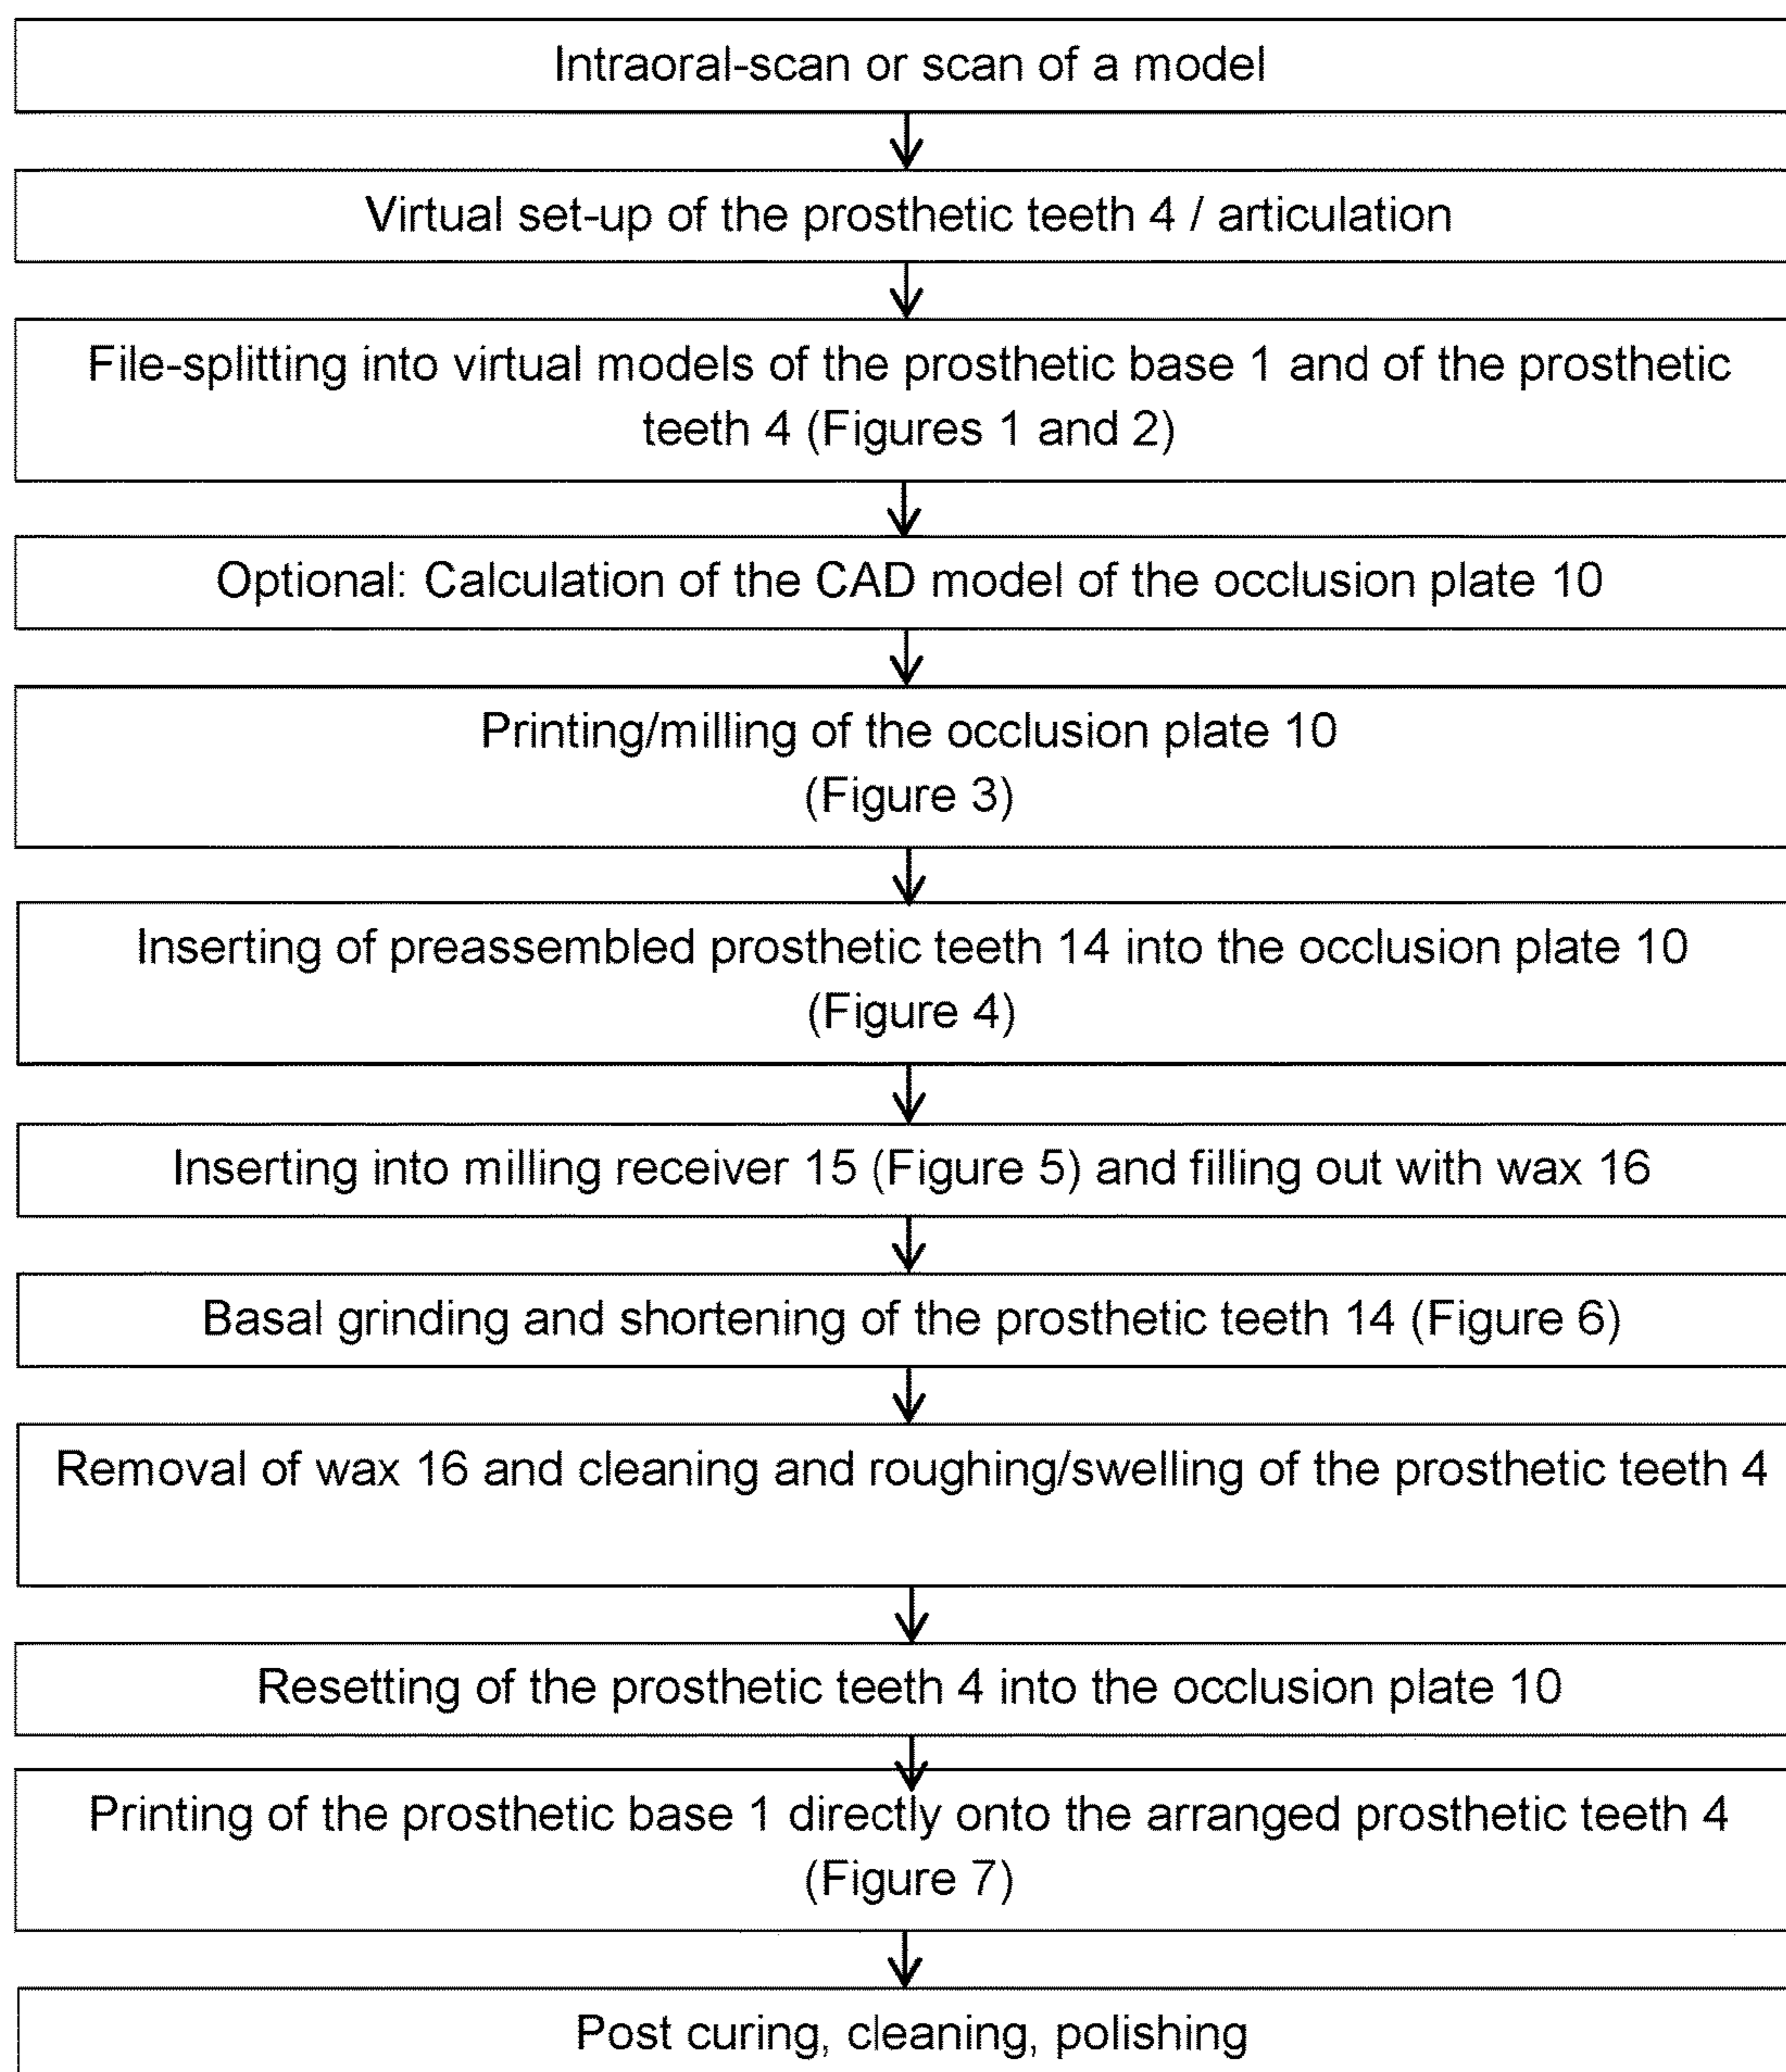 Intraoral-scan or scan of a model
Virtual set-up of the prosthetic teeth 4 / articulation
File-splitting into virtual models of the prosthetic base 1 and of the prosthetic
teeth 4 (Figures 1 and 2)
Optional: Calculation of the CAD model of the occlusion plate 10
Printing/milling of the occlusion plate 10
(Figure 3)
Inserting of preassembled prosthetic teeth 14 into the occlusion plate 10
(Figure 4)
Inserting into milling receiver 15 (Figure 5) and filling out with wax 16
Basal grinding and shortening of the prosthetic teeth 14 (Figure 6)
Removal of wax 16 and cleaning and roughing/swelling of the prosthetic teeth 4
Resetting of the prosthetic teeth 4 into the occlusion plate 10
Printing of the prosthetic base 1 directly onto the arranged prosthetic teeth 4
(Figure 7)
Post curing, cleaning, polishing